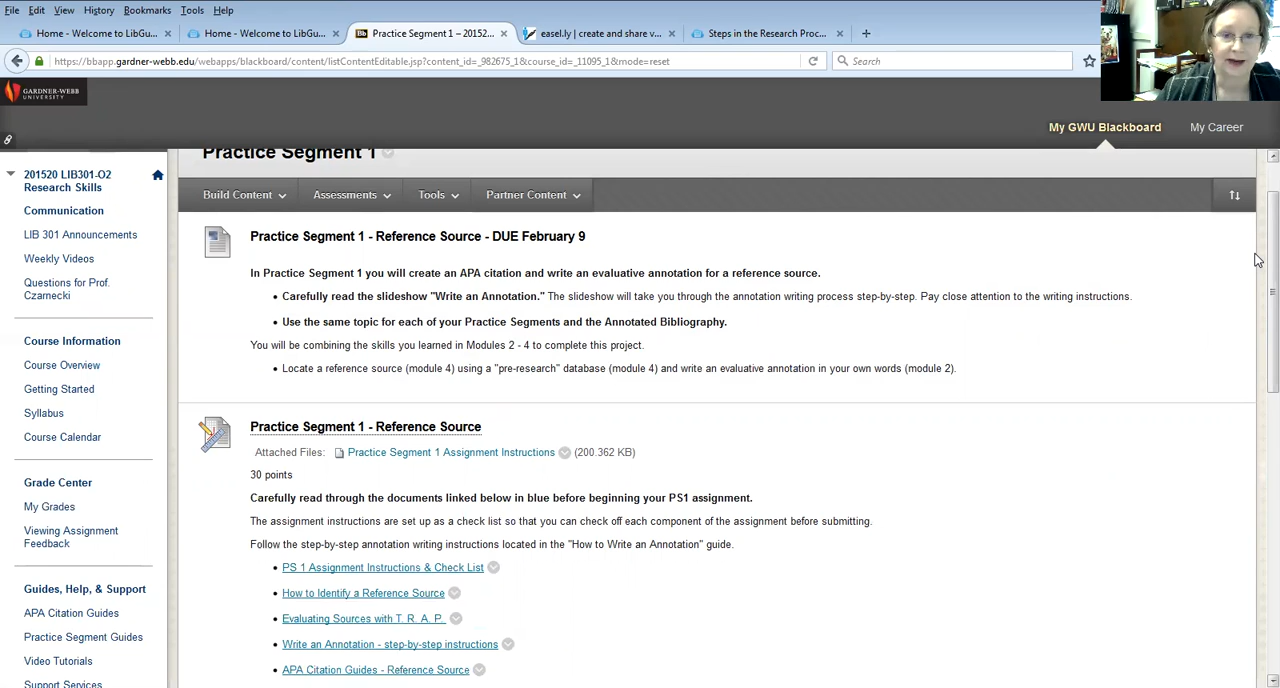 File Edit View History Bookmarks Tools Help
Home - Welcome to LibGu... × Home - Welcome to LibGu... × Bb Practice Segment 1 – 20152... × easel.ly | create and share v... × Steps in the Research Proc... × +
https://bbapp.gardner-webb.edu/webapps/blackboard/content/listContentEditable.jsp?content_id=_982675_1&course_id=_11095_1&mode=reset Search
GARDNER-WEBB
UNIVERSITY
My GWU Blackboard My Career
Practice Segment 1
Build Content Assessments Tools Partner Content
201520 LIB301-O2
Research Skills
Communication
LIB 301 Announcements
Weekly Videos
Questions for Prof.
Czarnecki
Course Information
Course Overview
Getting Started
Syllabus
Course Calendar
Grade Center
My Grades
Viewing Assignment
Feedback
Guides, Help, & Support
APA Citation Guides
Practice Segment Guides
Video Tutorials
Support Services
Practice Segment 1 - Reference Source - DUE February 9
In Practice Segment 1 you will create an APA citation and write an evaluative annotation for a reference source.
• Carefully read the slideshow "Write an Annotation." The slideshow will take you through the annotation writing process step-by-step. Pay close attention to the writing instructions.
• Use the same topic for each of your Practice Segments and the Annotated Bibliography.
You will be combining the skills you learned in Modules 2 - 4 to complete this project.
• Locate a reference source (module 4) using a "pre-research" database (module 4) and write an evaluative annotation in your own words (module 2).
Practice Segment 1 - Reference Source
Attached Files: Practice Segment 1 Assignment Instructions (200.362 KB)
30 points
Carefully read through the documents linked below in blue before beginning your PS1 assignment.
The assignment instructions are set up as a check list so that you can check off each component of the assignment before submitting.
Follow the step-by-step annotation writing instructions located in the "How to Write an Annotation" guide.
• PS 1 Assignment Instructions & Check List
• How to Identify a Reference Source
• Evaluating Sources with T. R. A. P.
• Write an Annotation - step-by-step instructions
• APA Citation Guides - Reference Source